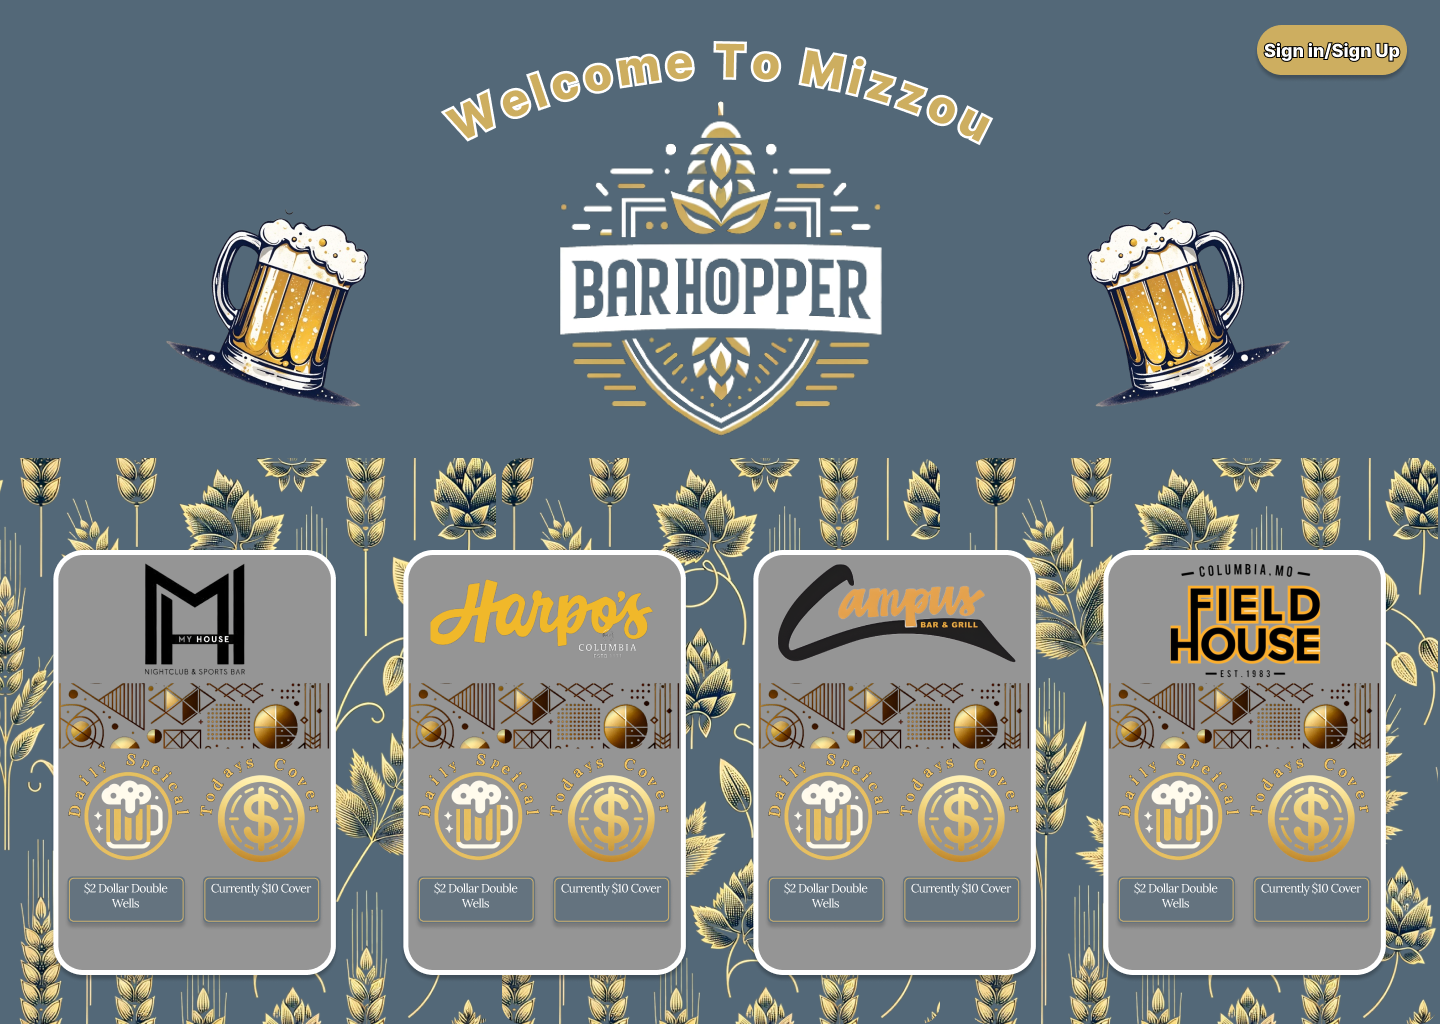 Sign in/Sign Up
Welcome To Mizzou
BARHOPPER
MY HOUSE
NIGHTCLUB & SPORTS BAR
Daily Speical
Todays Cover
$2 Dollar Double
Wells
Currently $10 Cover
Harpo's
COLUMBIA
Daily Speical
Todays Cover
$2 Dollar Double
Wells
Currently $10 Cover
Campus
BAR & GRILL
Daily Speical
Todays Cover
$2 Dollar Double
Wells
Currently $10 Cover
COLUMBIA.MO
FIELD
HOUSE
EST.1983
Daily Speical
Todays Cover
$2 Dollar Double
Wells
Currently $10 Cover